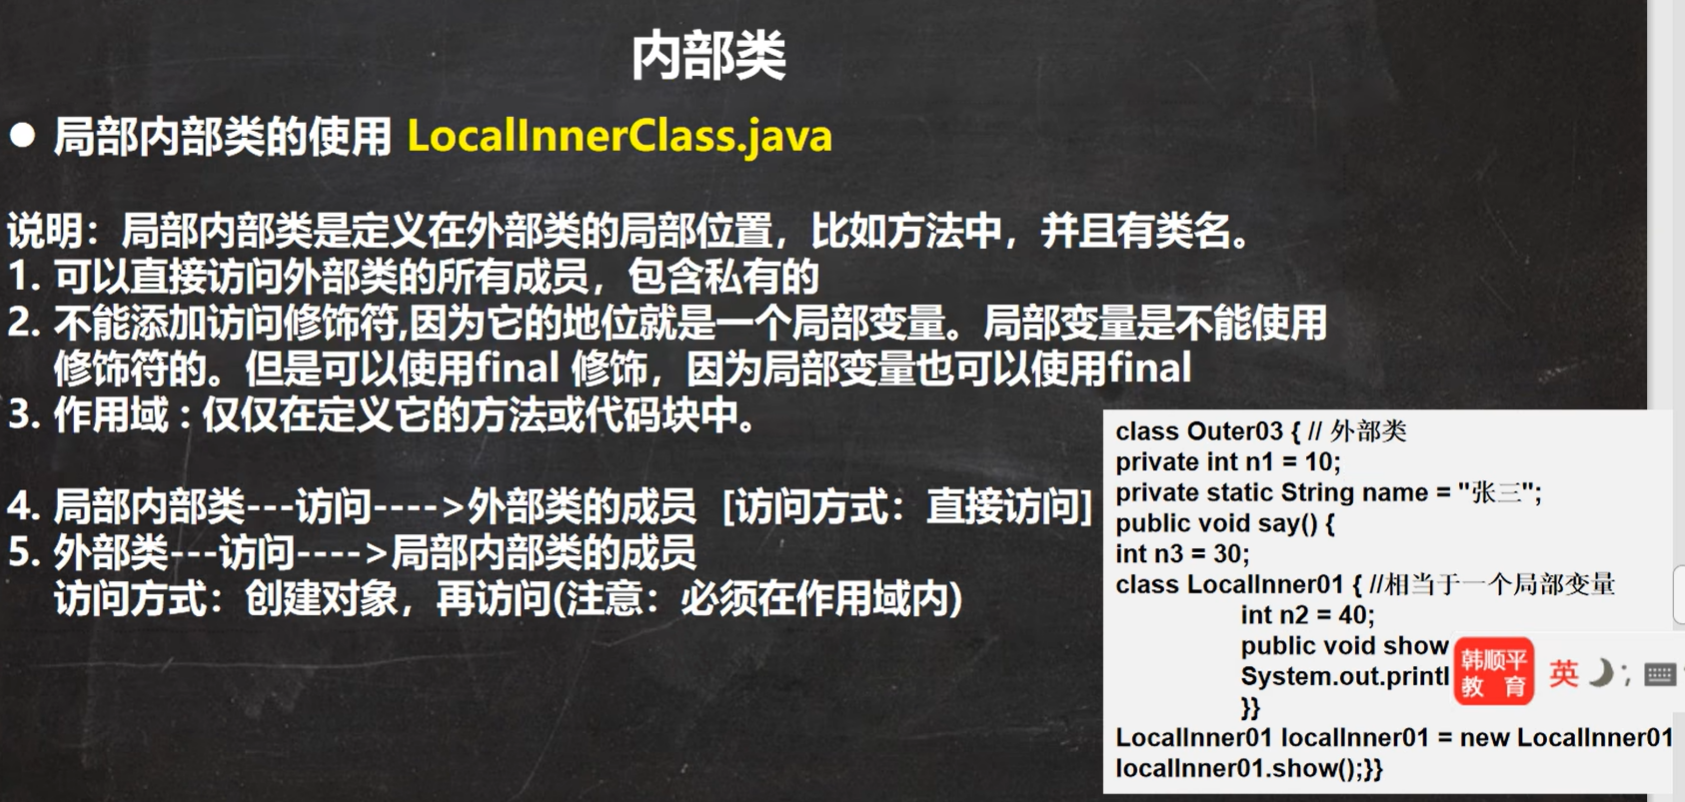 内部类
● 局部内部类的使用 LocalInnerClass.java
说明：局部内部类是定义在外部类的局部位置，比如方法中，并且有类名。
1. 可以直接访问外部类的所有成员，包含私有的
2. 不能添加访问修饰符,因为它的地位就是一个局部变量。局部变量是不能使用
修饰符的。但是可以使用final 修饰，因为局部变量也可以使用final
3. 作用域 : 仅仅在定义它的方法或代码块中。
4. 局部内部类---访问---->外部类的成员 [访问方式：直接访问]
5. 外部类---访问---->局部内部类的成员
访问方式：创建对象，再访问(注意：必须在作用域内)
class Outer03 { // 外部类
private int n1 = 10;
private static String name = "张三";
public void say() {
int n3 = 30;
class LocalInner01 { //相当于一个局部变量
int n2 = 40;
public void show
System.out.printl
}}
LocalInner01 localInner01 = new LocalInner01
localInner01.show();}}
韩顺平
教 育
英